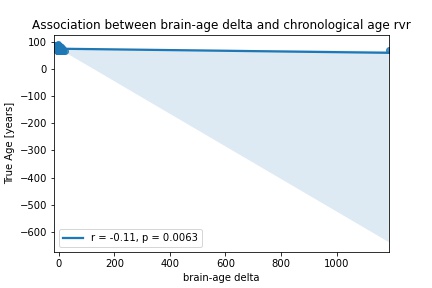 Association between brain-age delta and chronological age rvr
100
0
−100
−200
−300
−400
−500
−600
True Age [years]
r = -0.11, p = 0.0063
0 200 400 600 800 1000
brain-age delta